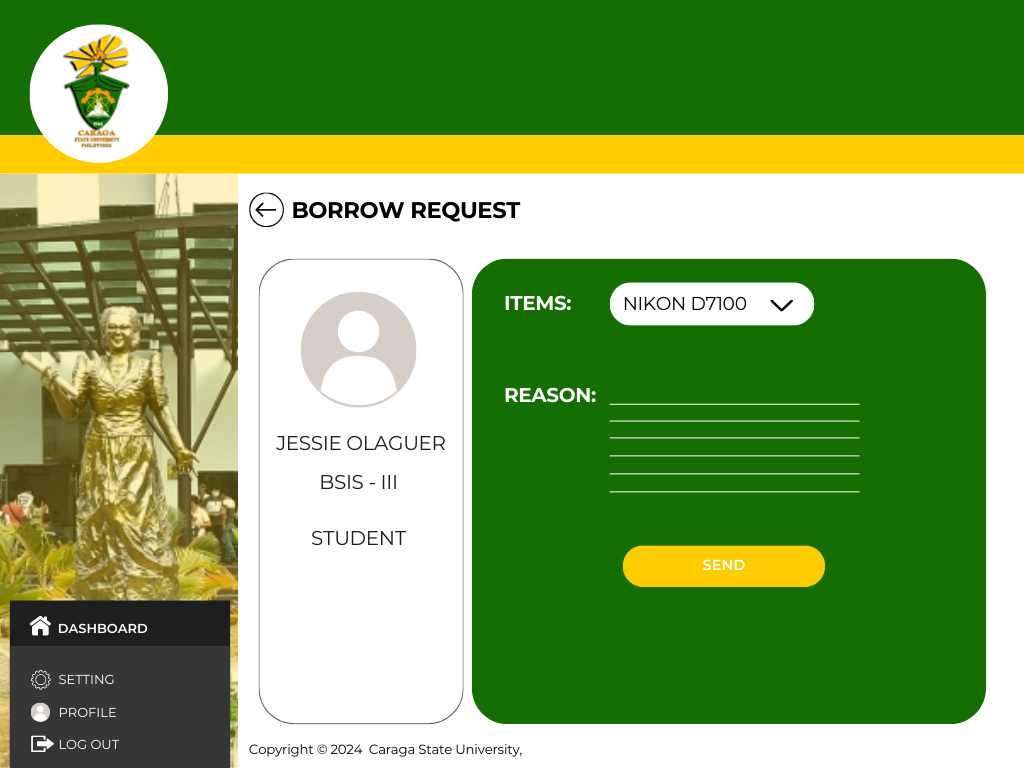 CARAGA
STATE UNIVERSITY
PHILIPPINES
BORROW REQUEST
JESSIE OLAGUER
BSIS - III
STUDENT
ITEMS: NIKON D7100
REASON:
SEND
DASHBOARD
SETTING
PROFILE
LOG OUT
Copyright © 2024 Caraga State University,